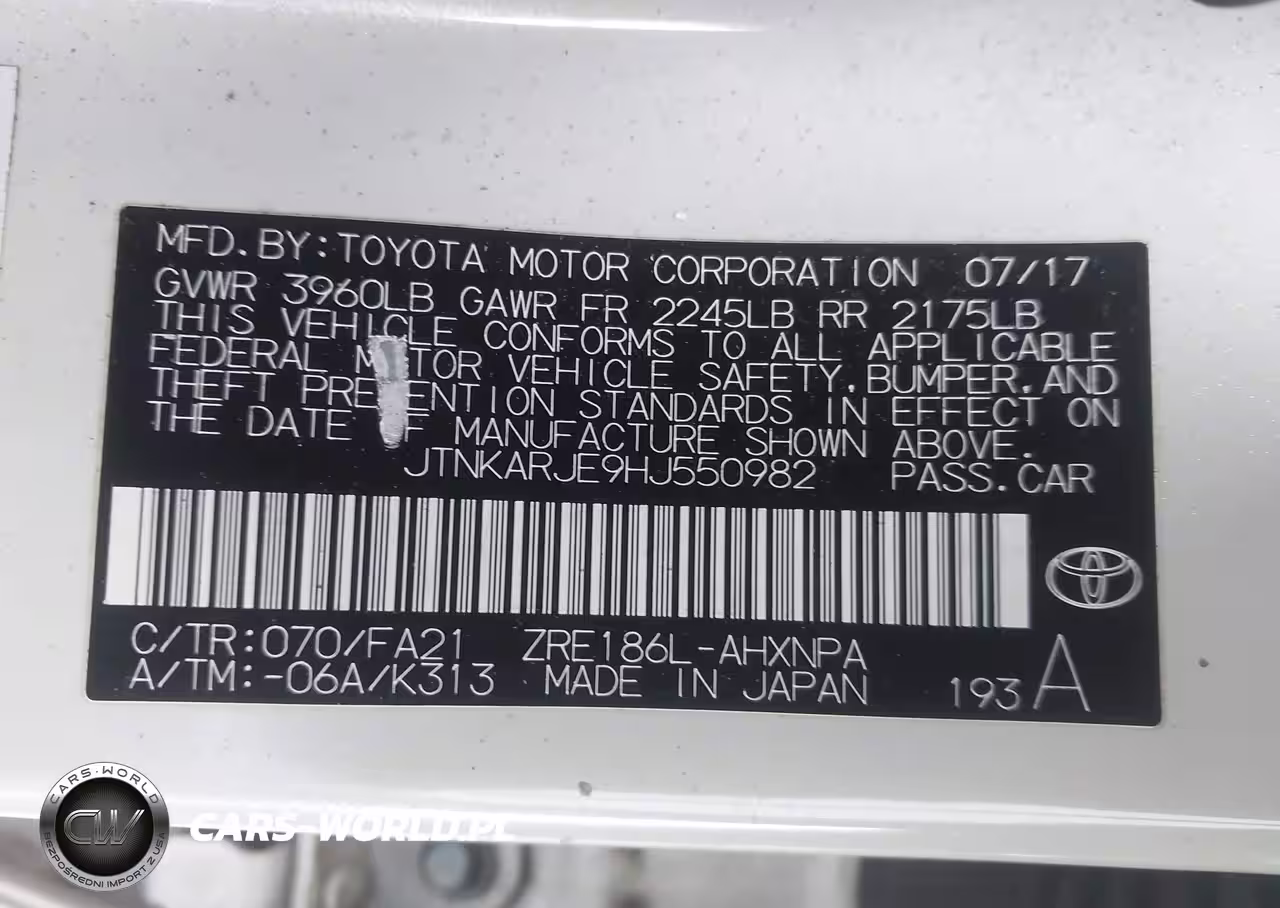 MFD.BY:TOYOTA MOTOR CORPORATION 07/17
GVWR 3960LB GAWR FR 2245LB RR 2175LB
THIS VEHICLE CONFORMS TO ALL APPLICABLE
FEDERAL MOTOR VEHICLE SAFETY,BUMPER,AND
THEFT PREVENTION STANDARDS IN EFFECT ON
THE DATE OF MANUFACTURE SHOWN ABOVE.
JTNKARJE9HJ550982 PASS.CAR
C/TR:070/FA21 ZRE186L-AHXNPA
A/TM:-06A/K313 MADE IN JAPAN 193 A
CARS-WORLD
CW
BEZPOŚREDNI IMPORT Z USA
CARS-WORLD.PL